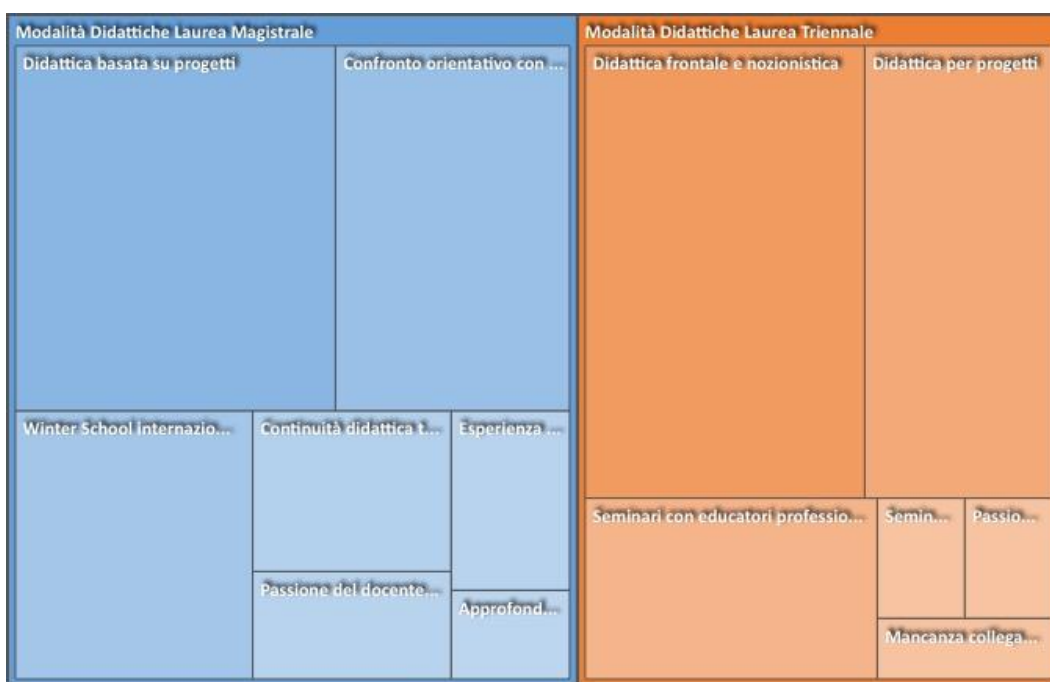 Modalità Didattiche Laurea Magistrale
Didattica basata su progetti
Confronto orientativo con ...
Winter School internazio...
Continuità didattica t...
Esperienza ...
Passione del docente...
Approfond...
Modalità Didattiche Laurea Triennale
Didattica frontale e nozionistica
Didattica per progetti
Seminari con educatori professio...
Semin...
Passio...
Mancanza collega...